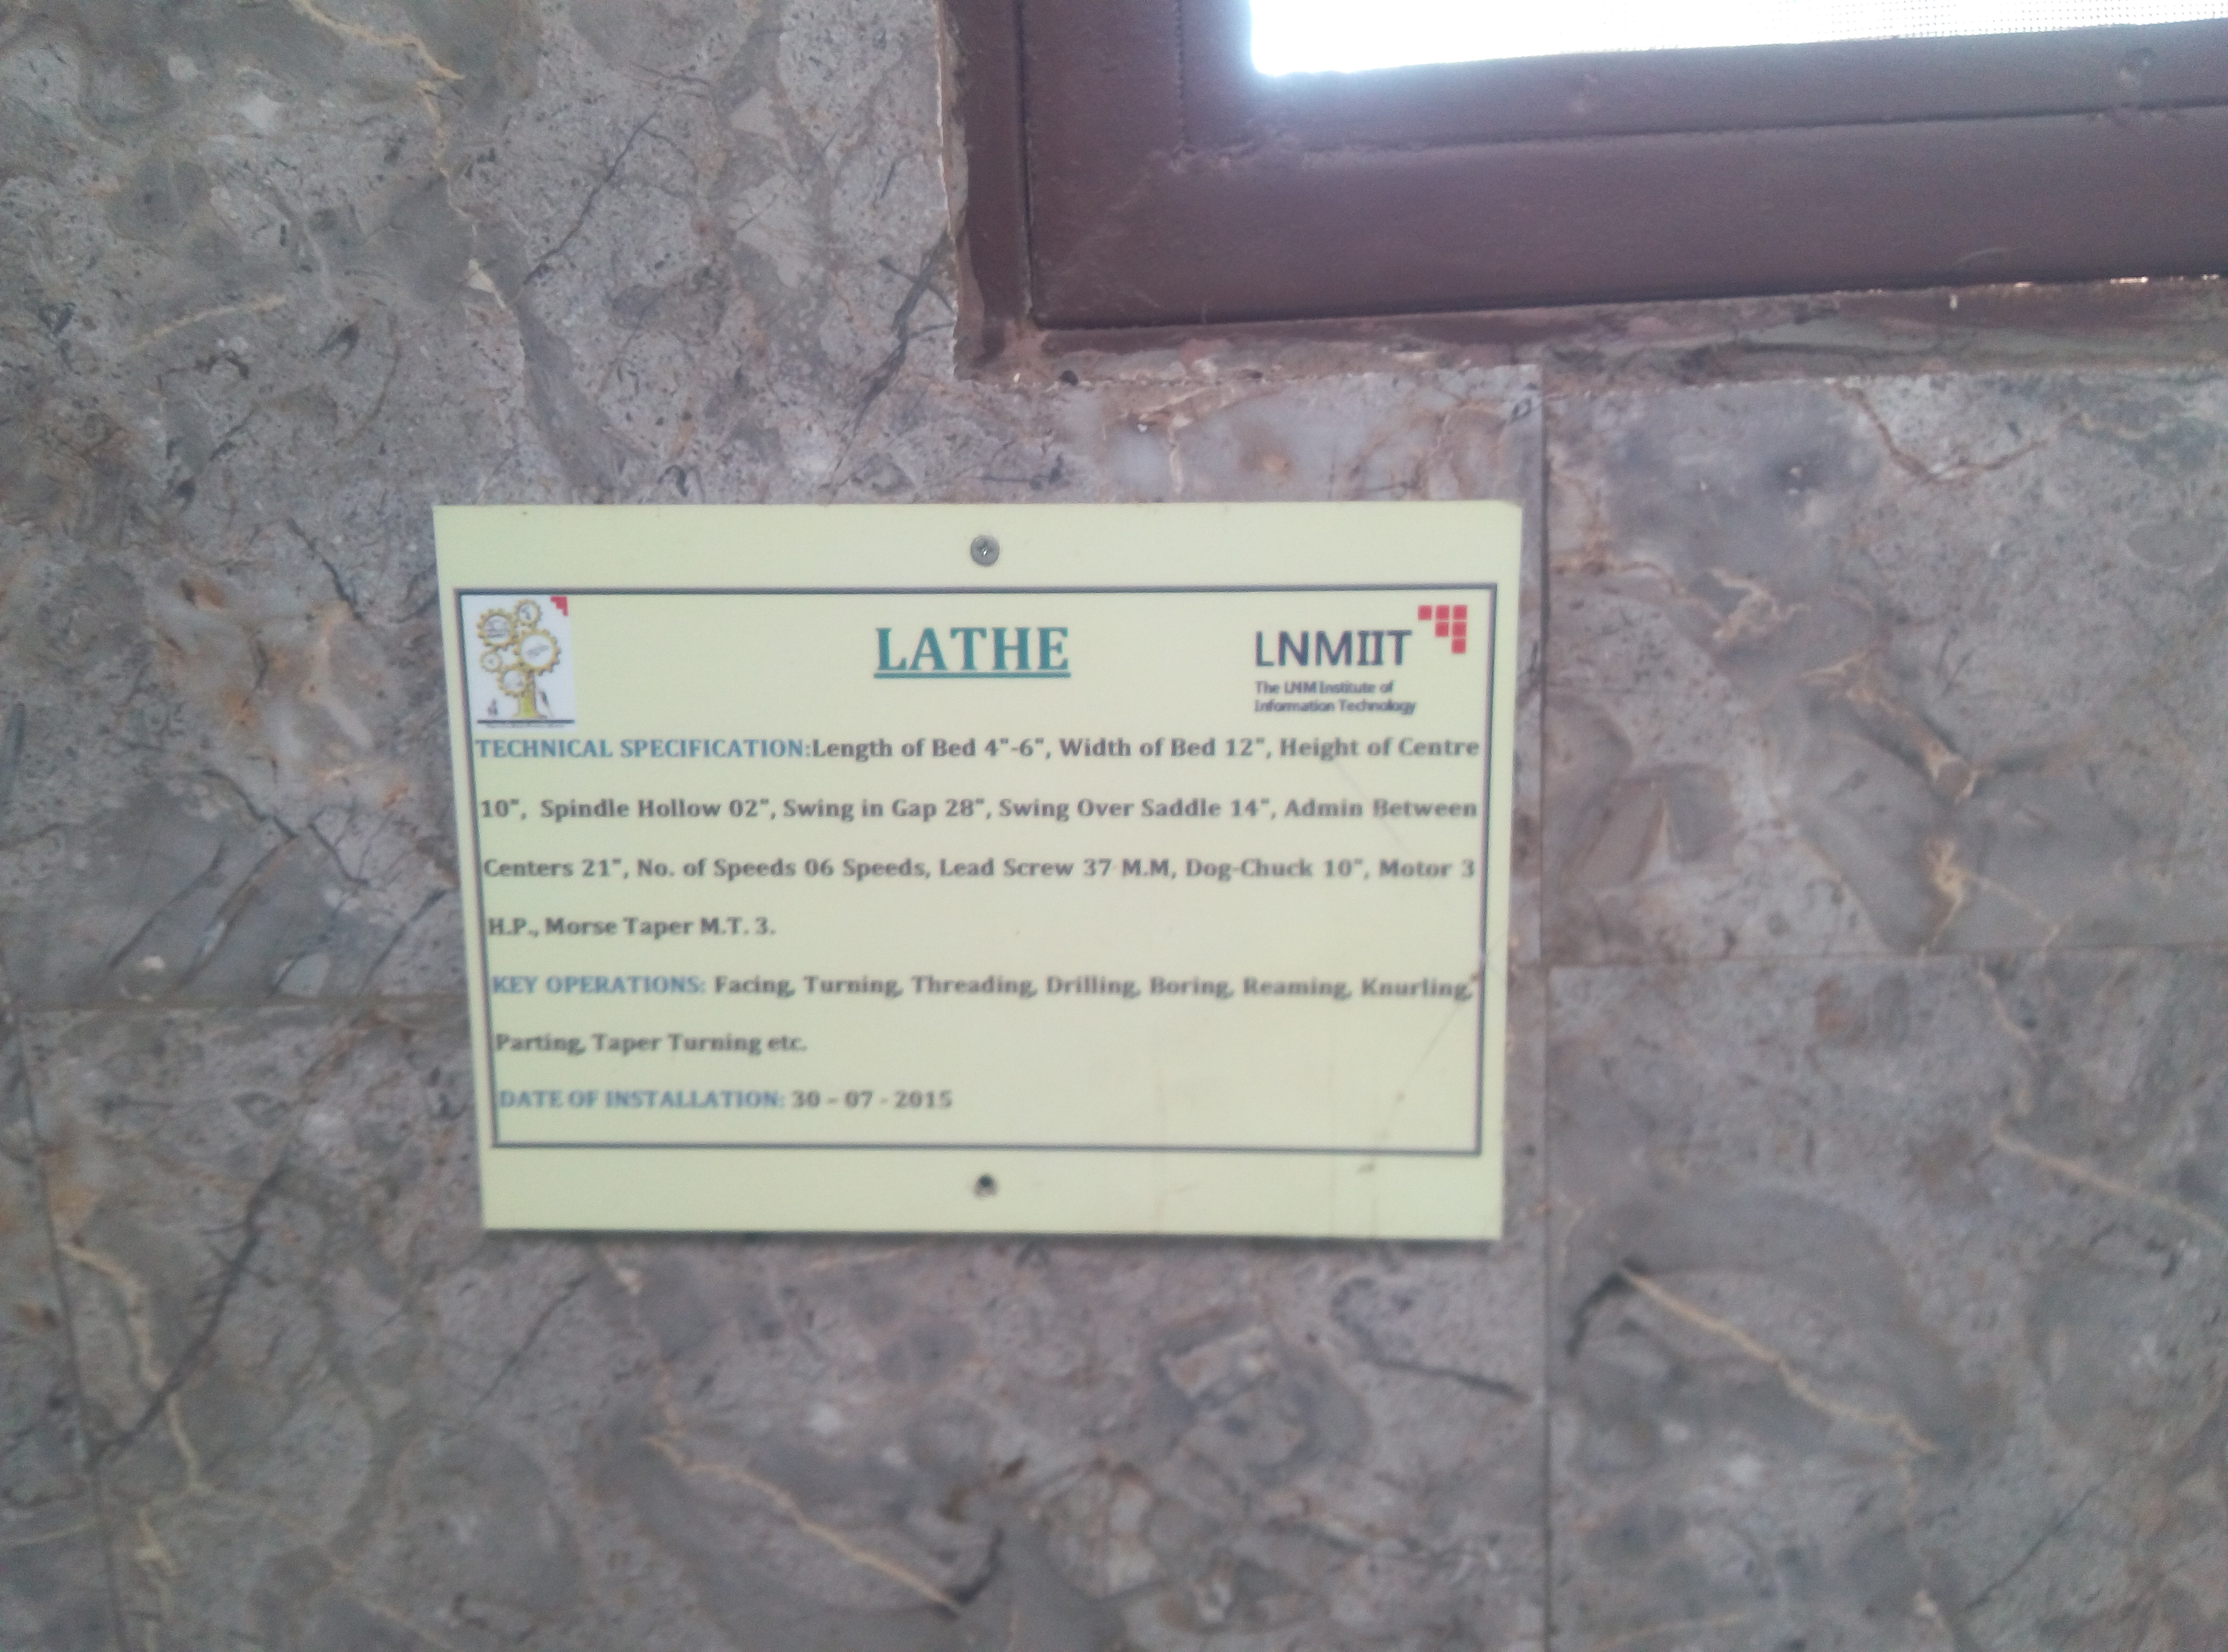 LATHE
LNMIIT
The LNM Institute of
Information Technology
TECHNICAL SPECIFICATION:Length of Bed 4"-6", Width of Bed 12", Height of Centre
10", Spindle Hollow 02", Swing in Gap 28", Swing Over Saddle 14", Admin Between
Centers 21", No. of Speeds 06 Speeds, Lead Screw 37 M.M, Dog-Chuck 10", Motor 3
H.P., Morse Taper M.T. 3.
KEY OPERATIONS: Facing, Turning, Threading, Drilling, Boring, Reaming, Knurling,
Parting, Taper Turning etc.
DATE OF INSTALLATION: 30 - 07 - 2015